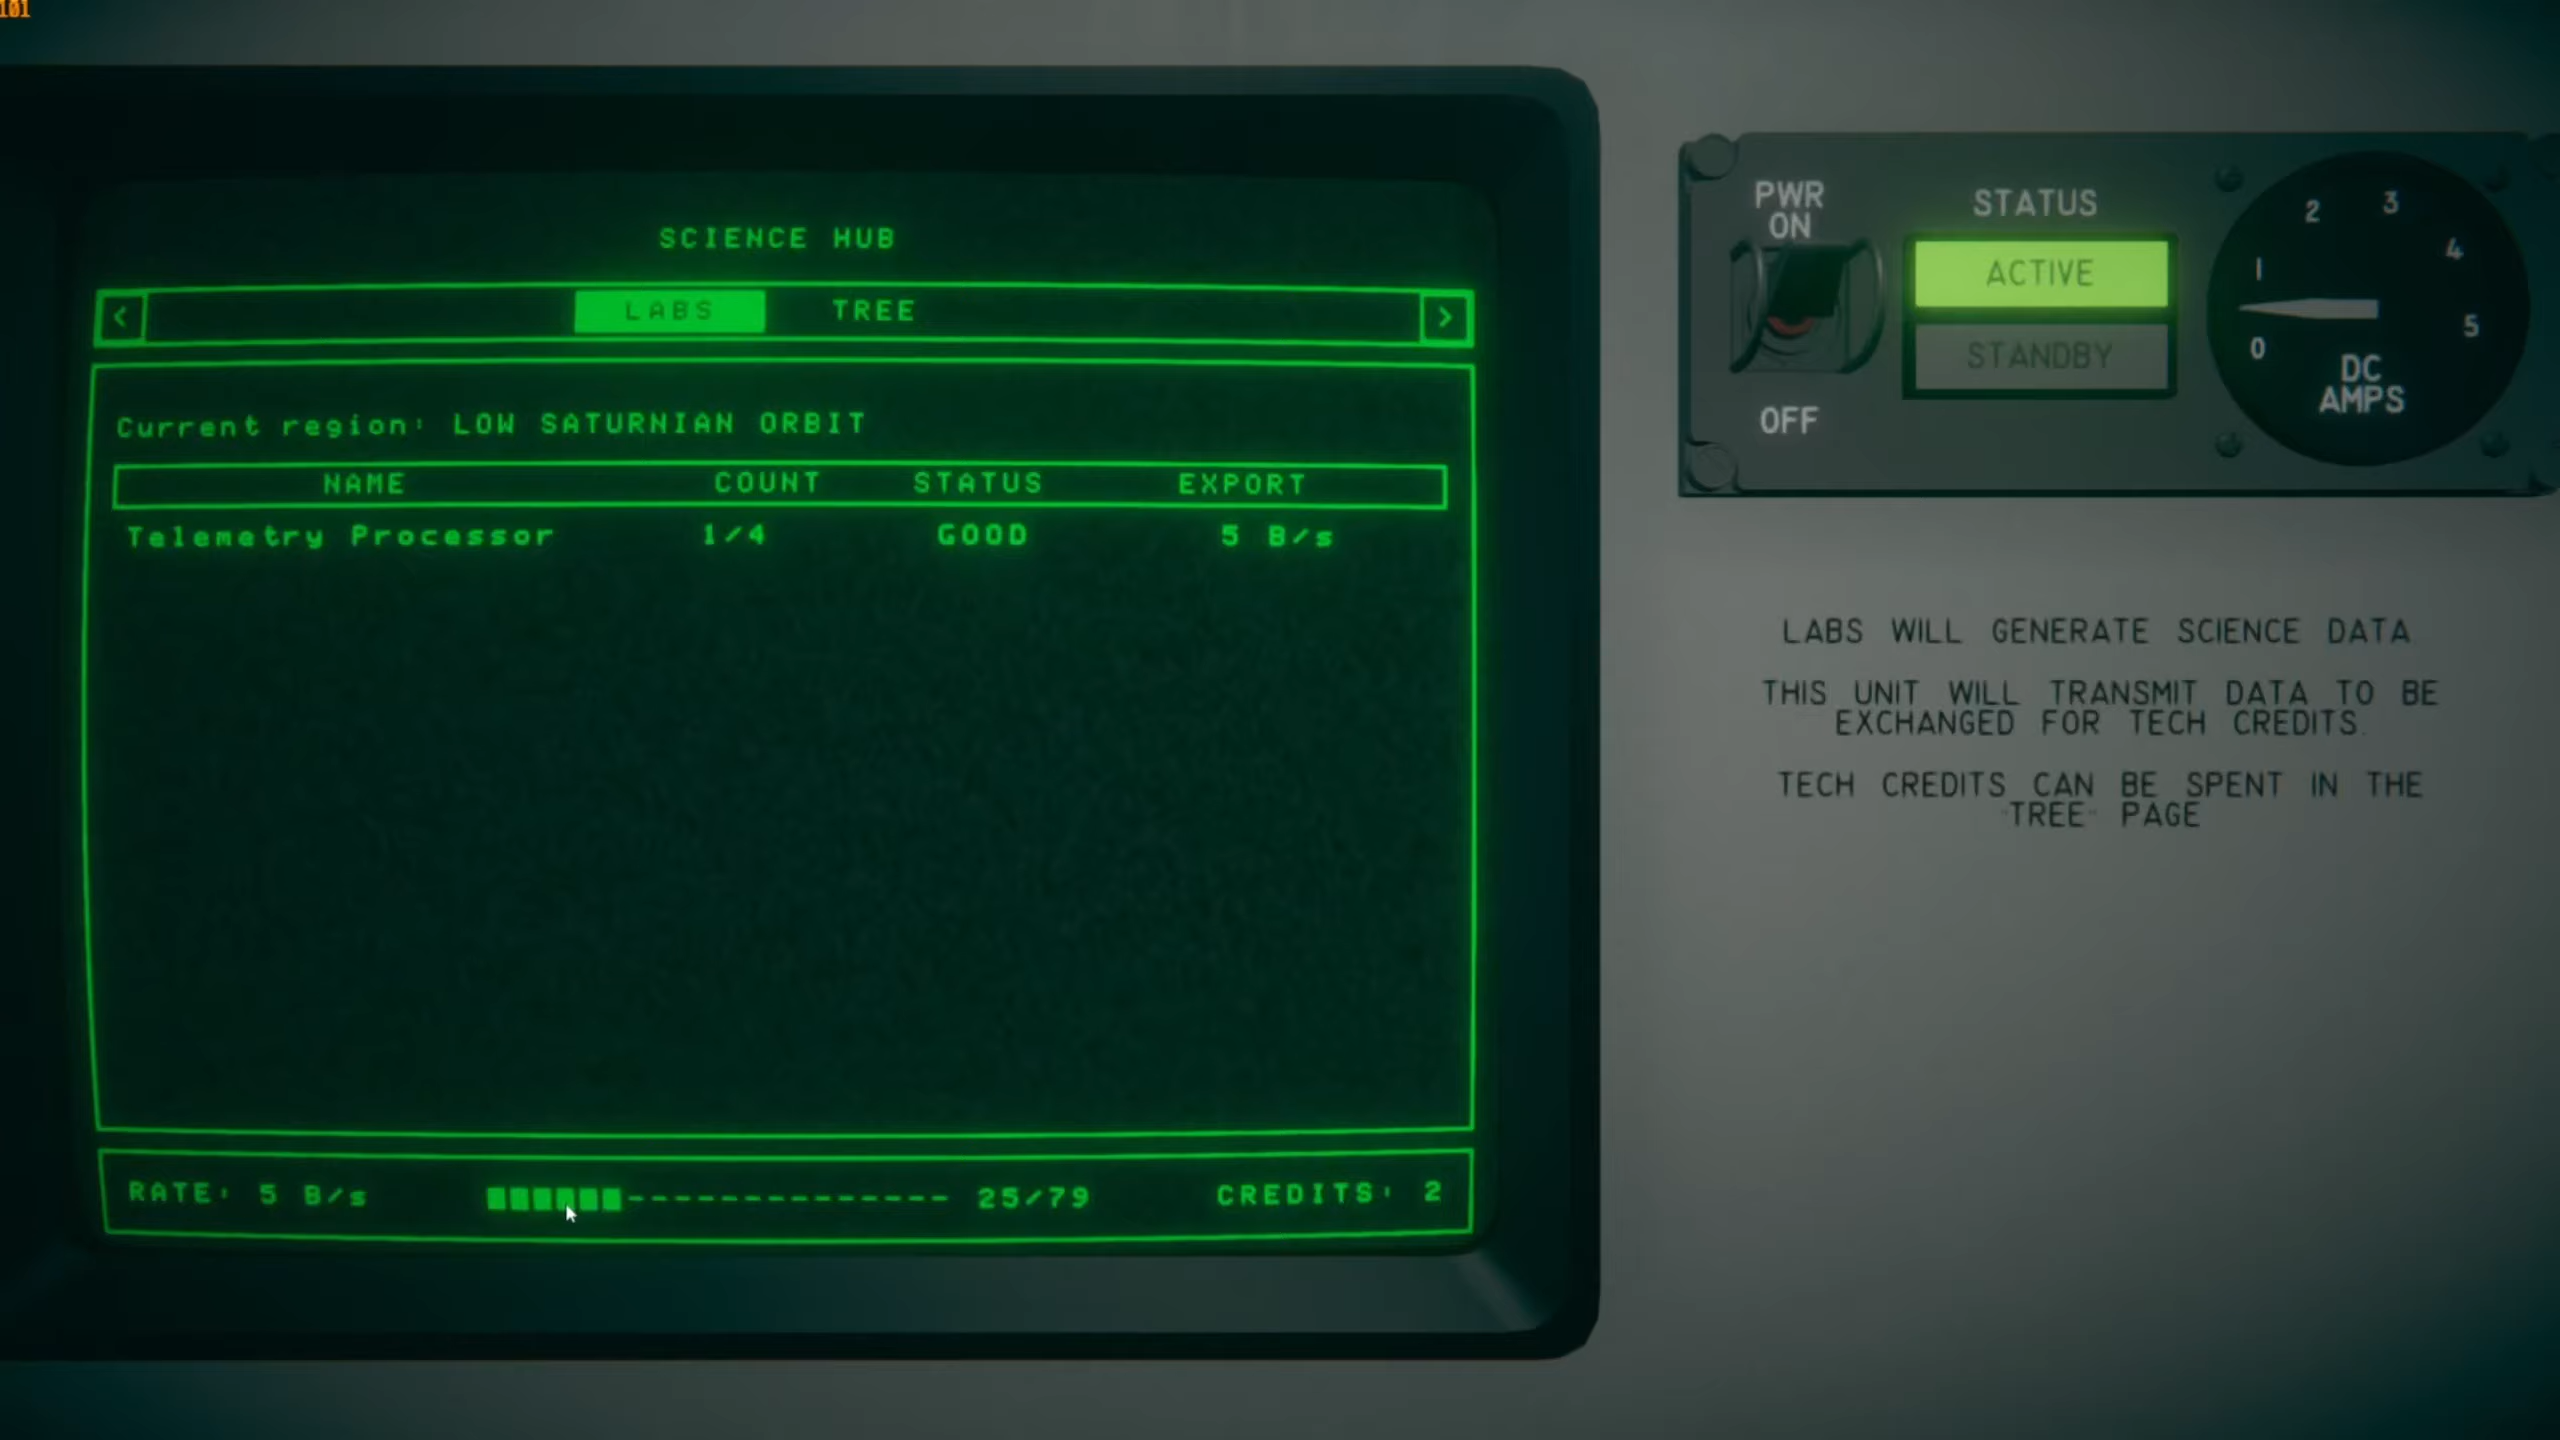 101
SCIENCE HUB
< LABS TREE >
Current region: LOW SATURNIAN ORBIT
NAME COUNT STATUS EXPORT
Telemetry Processor 1/4 GOOD 5 B/s
RATE: 5 B/s 25/79 CREDITS: 2
PWR
ON
OFF
STATUS
ACTIVE
STANDBY
0 1 2 3 4 5
DC
AMPS
LABS WILL GENERATE SCIENCE DATA
THIS UNIT WILL TRANSMIT DATA TO BE
EXCHANGED FOR TECH CREDITS.
TECH CREDITS CAN BE SPENT IN THE
"TREE" PAGE